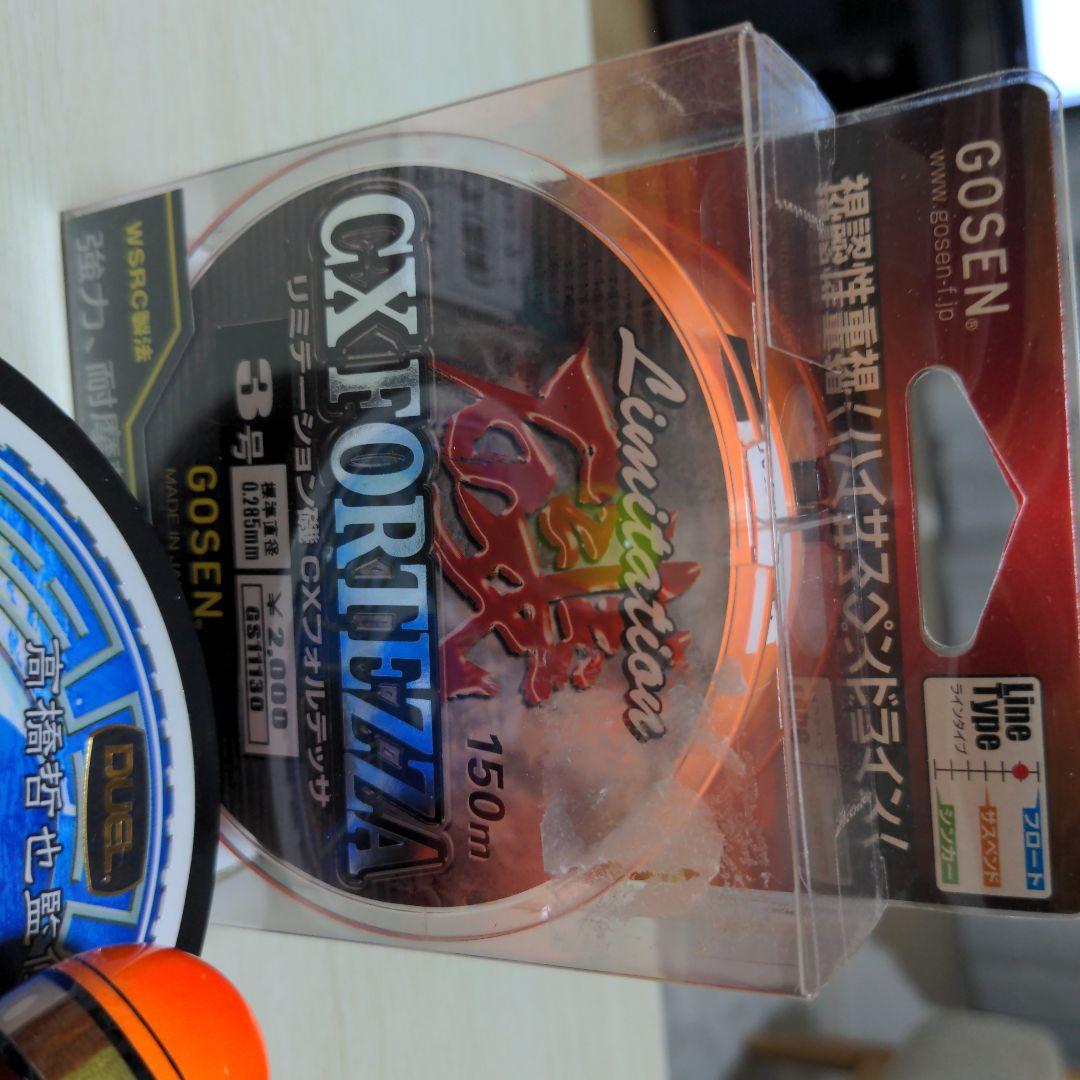 GOSEN®
www.gosen-f.jp
視認性重視!ハイサスペンドライン!
Line
Type
ラインタイプ
フロート
サスペンド
シンカー
Limitation
磯
150m
CX FORTEZZA
リミテーション磯 CXフォルテッサ
3号
標準直径
0.285mm
¥2,000
GS11130
GOSEN
MADE IN
WSRC製法
強力、耐摩
DUEL
高橋哲也監修